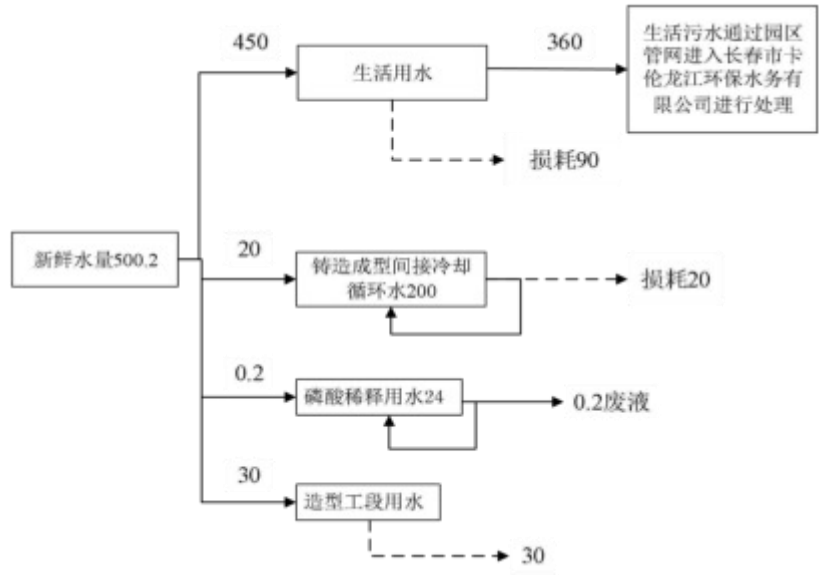 450
生活用水
360
生活污水通过园区
管网进入长春市卡
伦龙江环保水务有
限公司进行处理
损耗90
新鲜水量500.2
20
铸造成型间接冷却
循环水200
损耗20
0.2
磷酸稀释用水24
0.2废液
30
造型工段用水
30